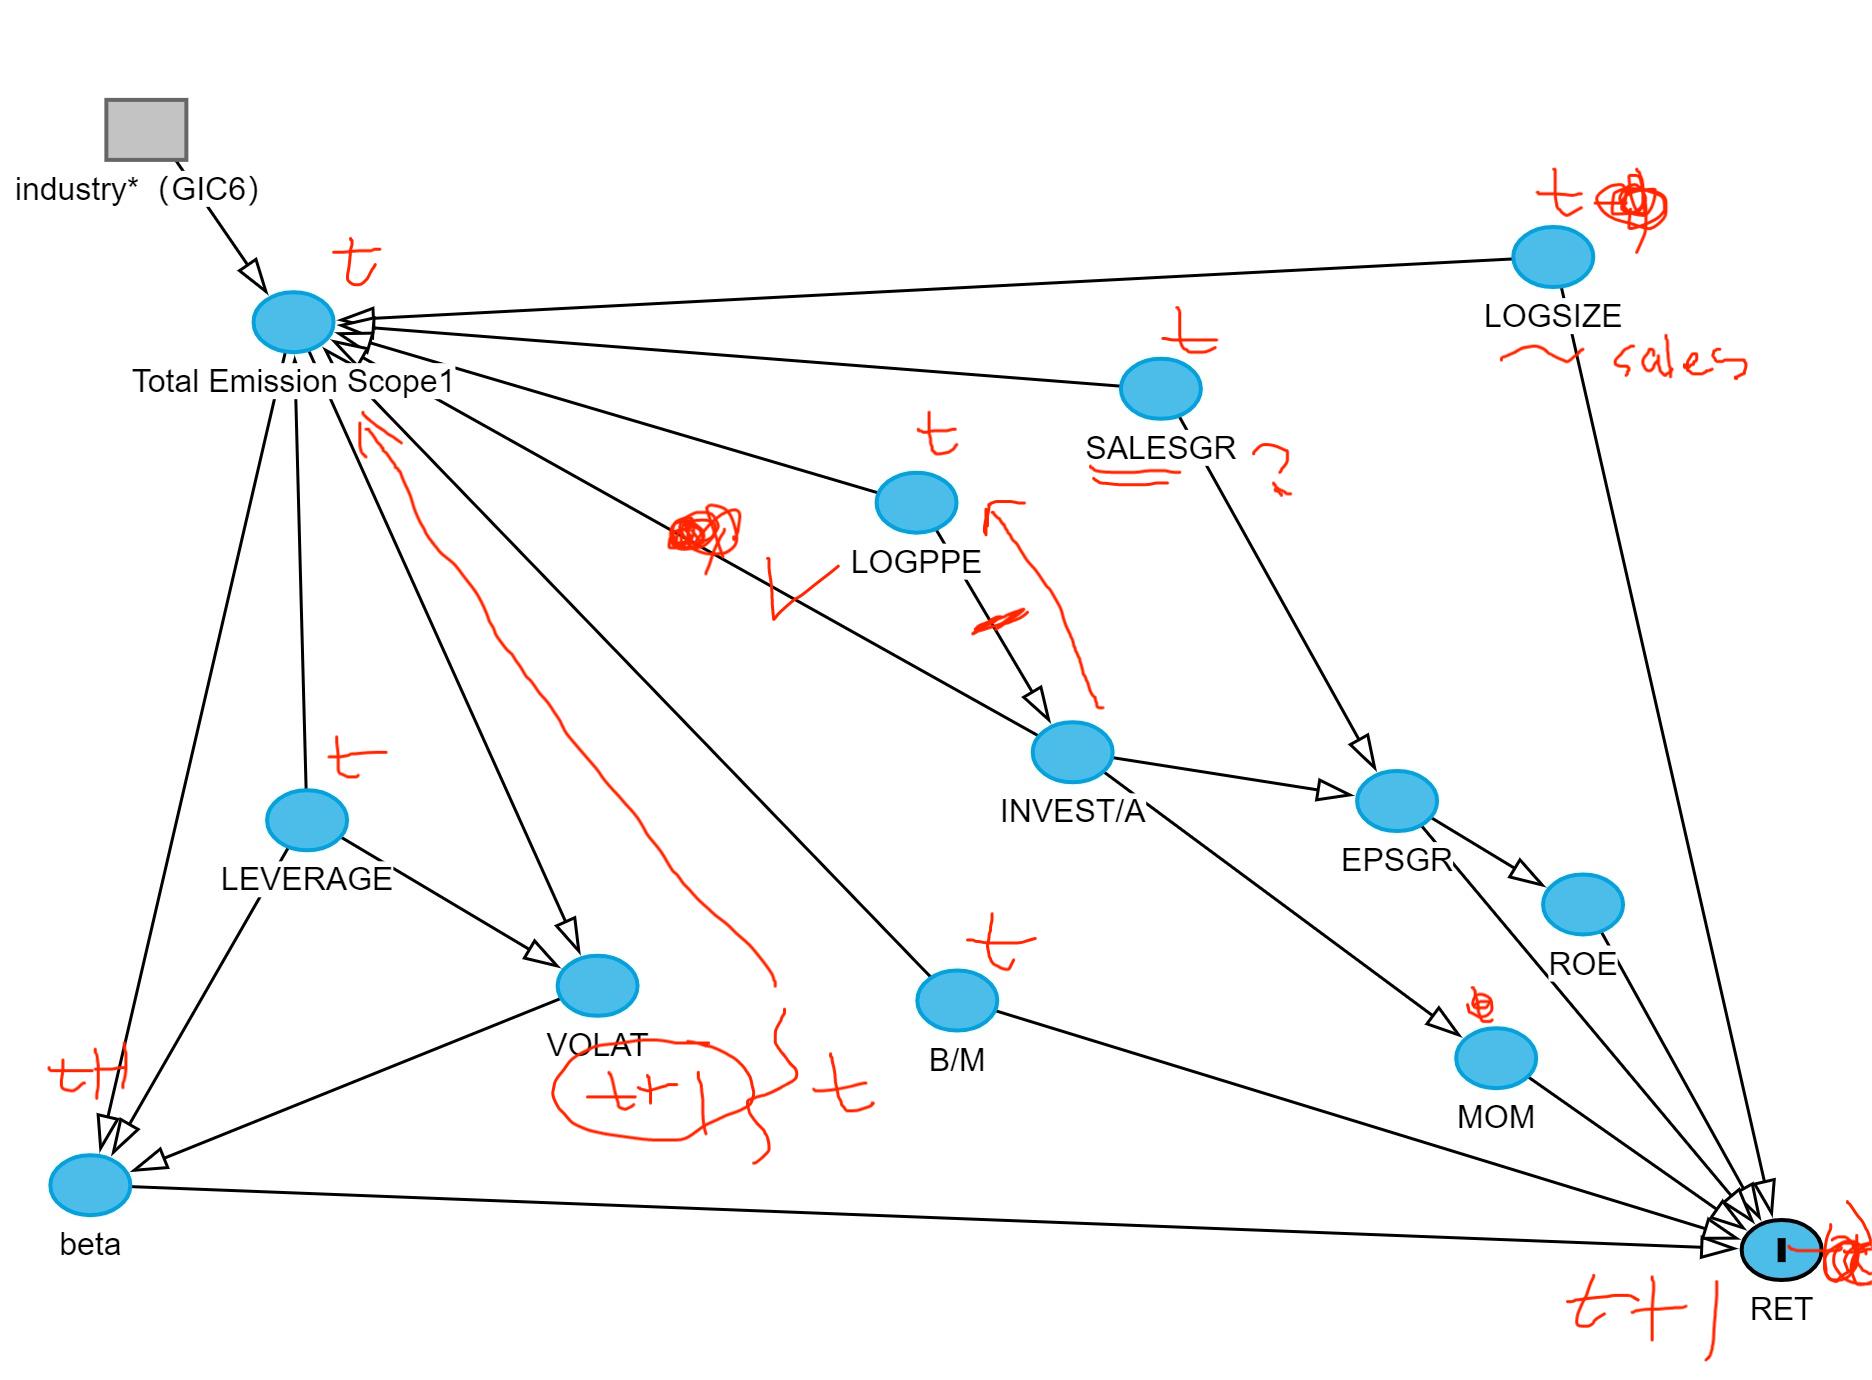 industry* (GIC6)
t
t
LOGSIZE
sales
t
Total Emission Scope1
SALESGR ?
t
LOGPPE
t
INVEST/A
EPSGR
LEVERAGE
ROE
t
VOLAT
t+1
t
B/M
t+1
MOM
beta
t+1
RET